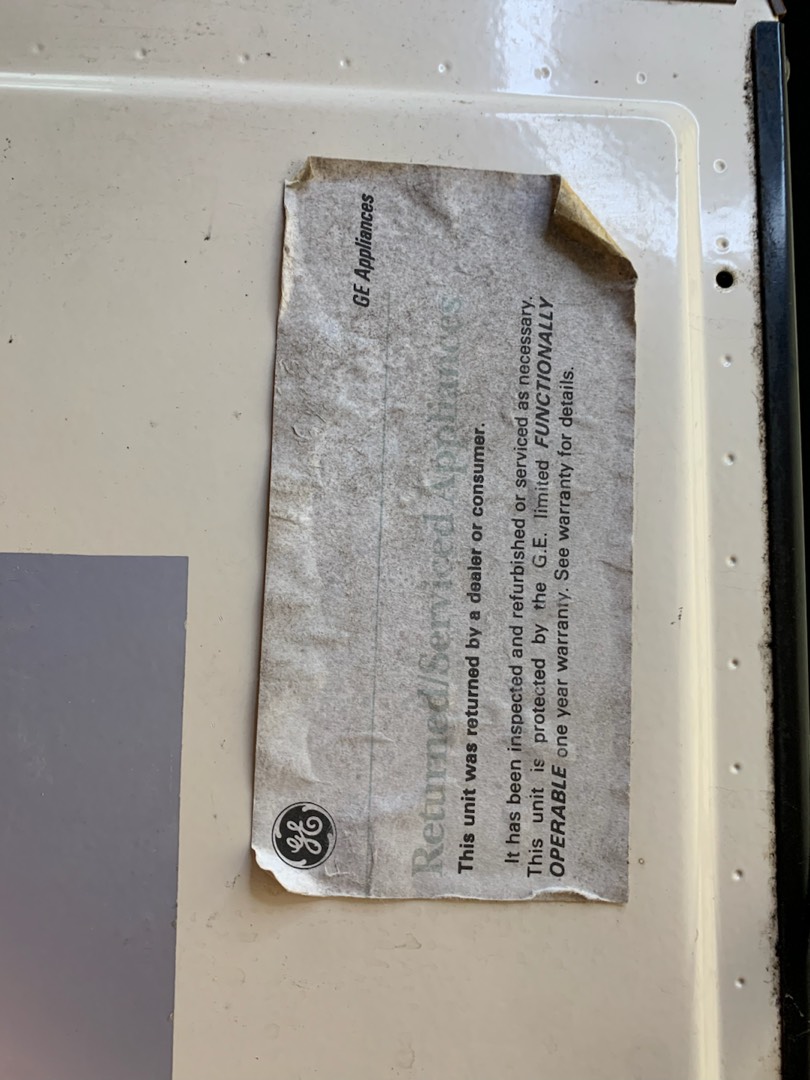 GE
GE Appliances
Returned/Serviced Appliances
This unit was returned by a dealer or consumer.
It has been inspected and refurbished or serviced as necessary.
This unit is protected by the G.E. limited FUNCTIONALLY
OPERABLE one year warranty. See warranty for details.